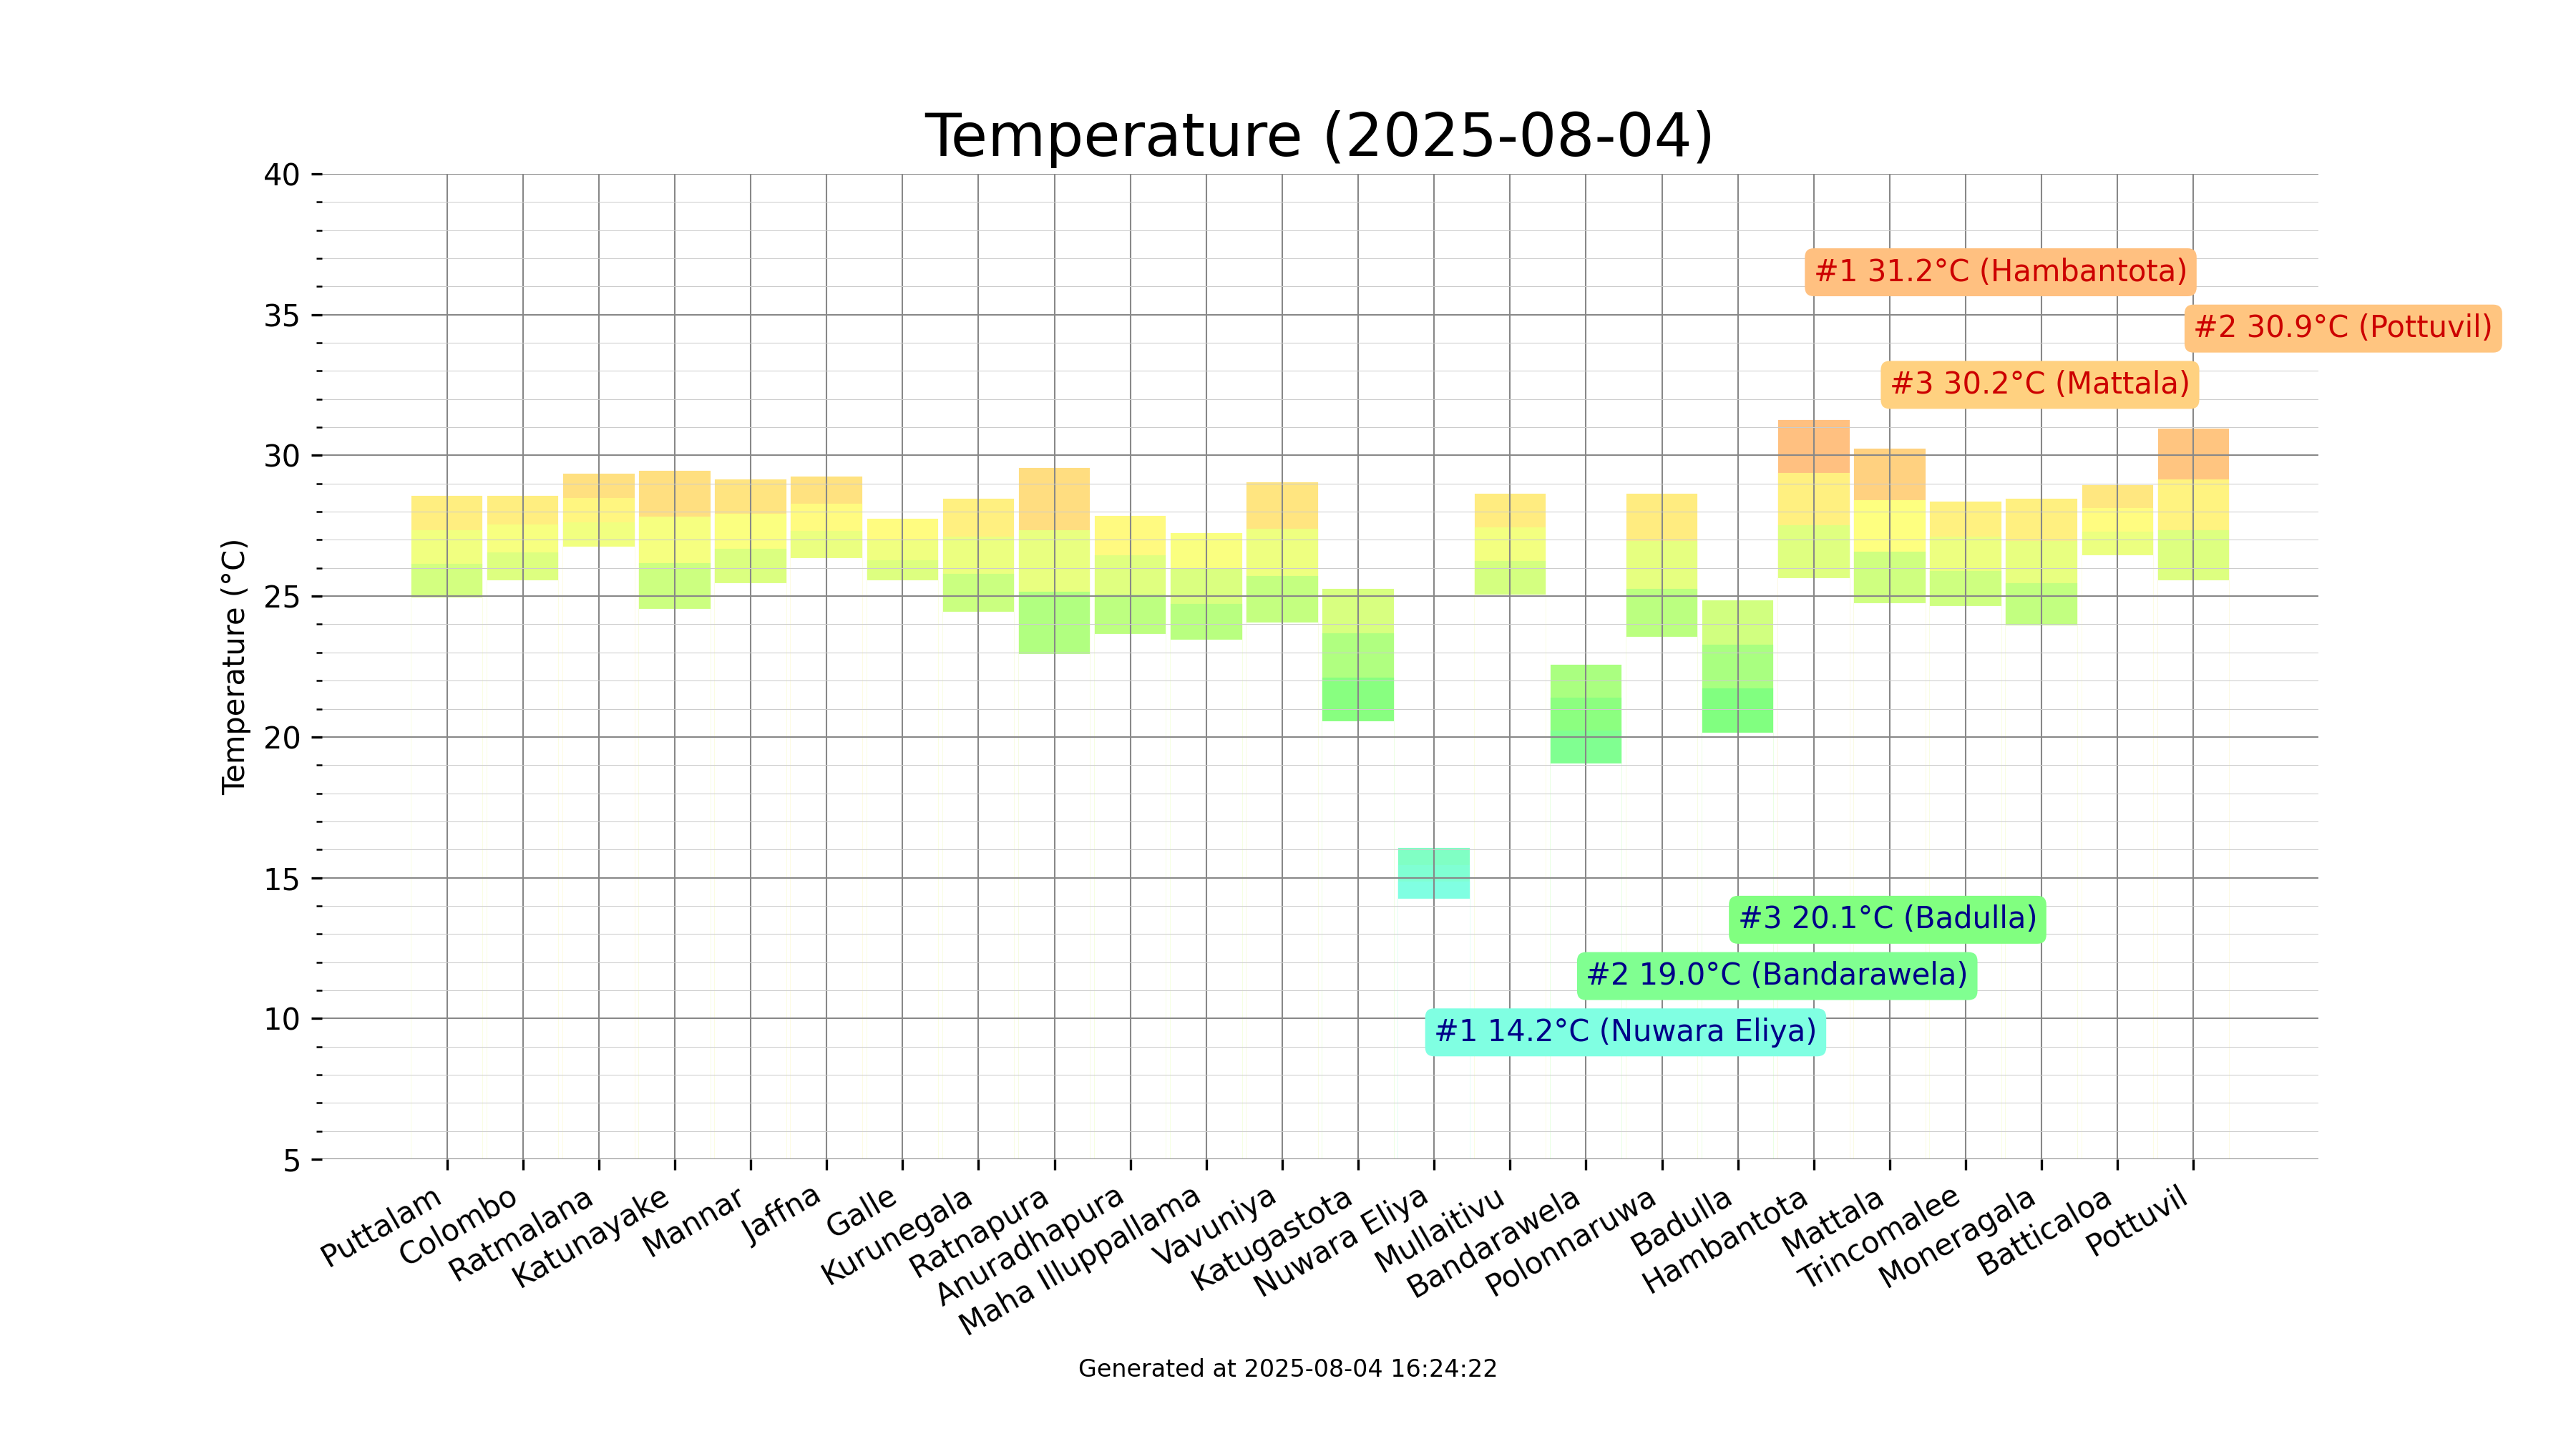 Temperature (2025-08-04)
40
35
30
25
20
15
10
5
Temperature (°C)
#1 31.2°C (Hambantota)
#2 30.9°C (Pottuvil)
#3 30.2°C (Mattala)
#3 20.1°C (Badulla)
#2 19.0°C (Bandarawela)
#1 14.2°C (Nuwara Eliya)
Puttalam
Colombo
Ratmalana
Katunayake
Mannar
Jaffna
Galle
Kurunegala
Ratnapura
Anuradhapura
Maha Illuppallama
Vavuniya
Katugastota
Nuwara Eliya
Mullaitivu
Bandarawela
Polonnaruwa
Badulla
Hambantota
Mattala
Trincomalee
Moneragala
Batticaloa
Pottuvil
Generated at 2025-08-04 16:24:22